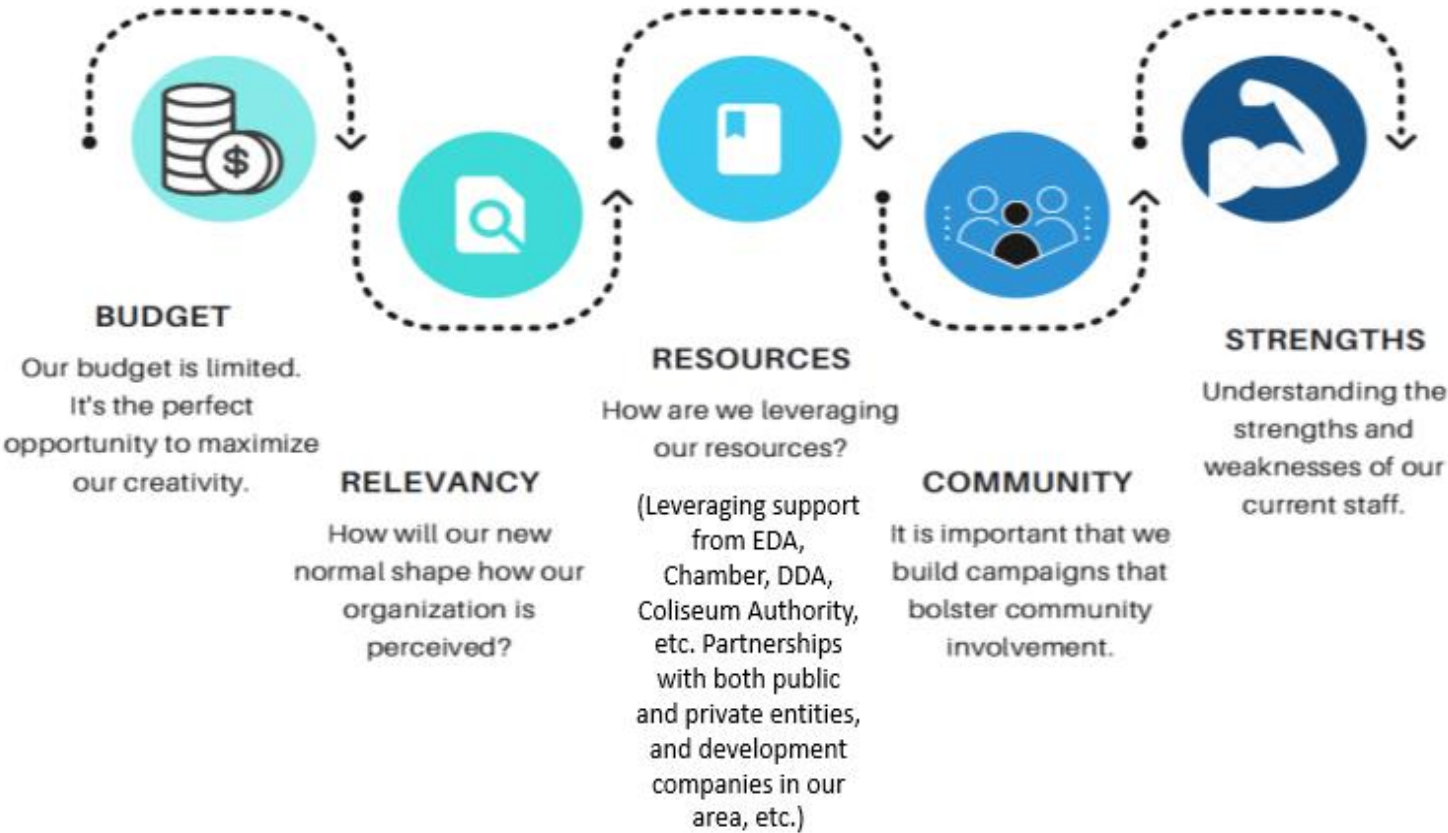 $
BUDGET
Our budget is limited.
It's the perfect
opportunity to maximize
our creativity.
RELEVANCY
How will our new
normal shape how our
organization is
perceived?
RESOURCES
How are we leveraging
our resources?
(Leveraging support
from EDA,
Chamber, DDA,
Coliseum Authority,
etc. Partnerships
with both public
and private entities,
and development
companies in our
area, etc.)
COMMUNITY
It is important that we
build campaigns that
bolster community
involvement.
STRENGTHS
Understanding the
strengths and
weaknesses of our
current staff.